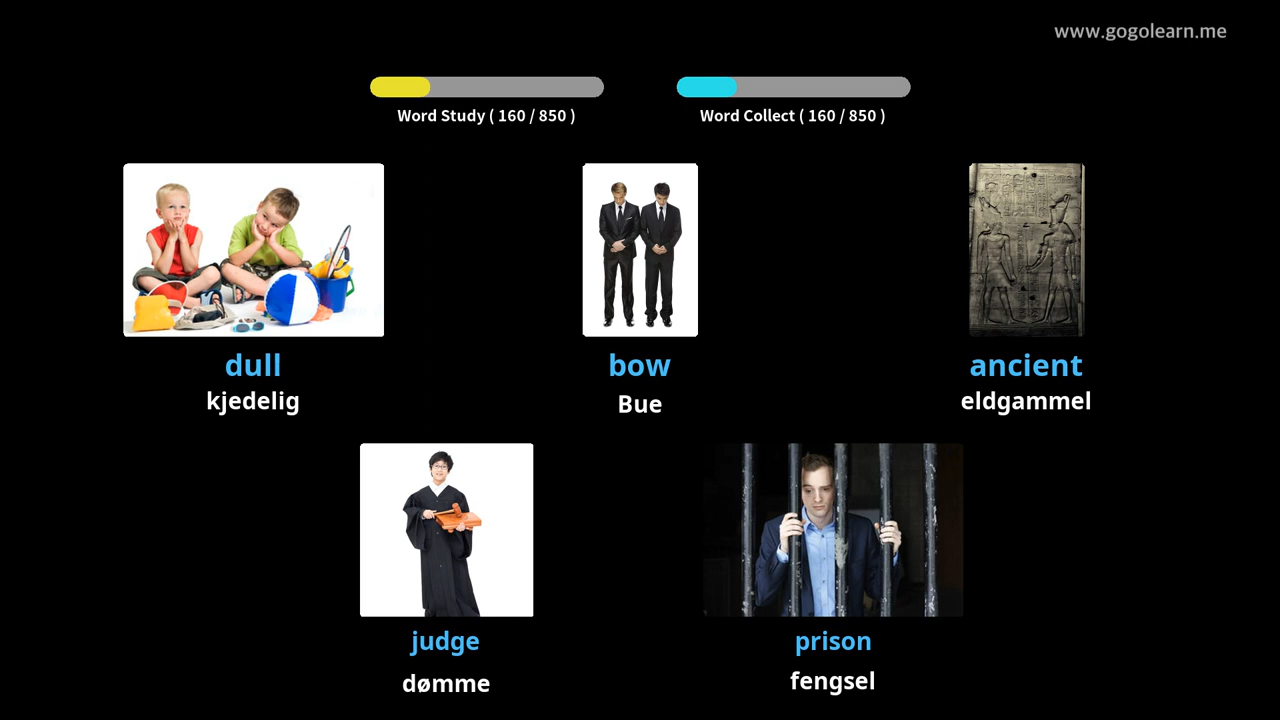 www.gogolearn.me
Word Study ( 160 / 850 )
Word Collect ( 160 / 850 )
dull
kjedelig
bow
Bue
ancient
eldgammel
judge
dømme
prison
fengsel